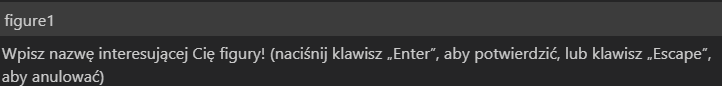 figure1
Wpisz nazwę interesującej Cię figury! (naciśnij klawisz „Enter”, aby potwierdzić, lub klawisz „Escape”,
aby anulować)